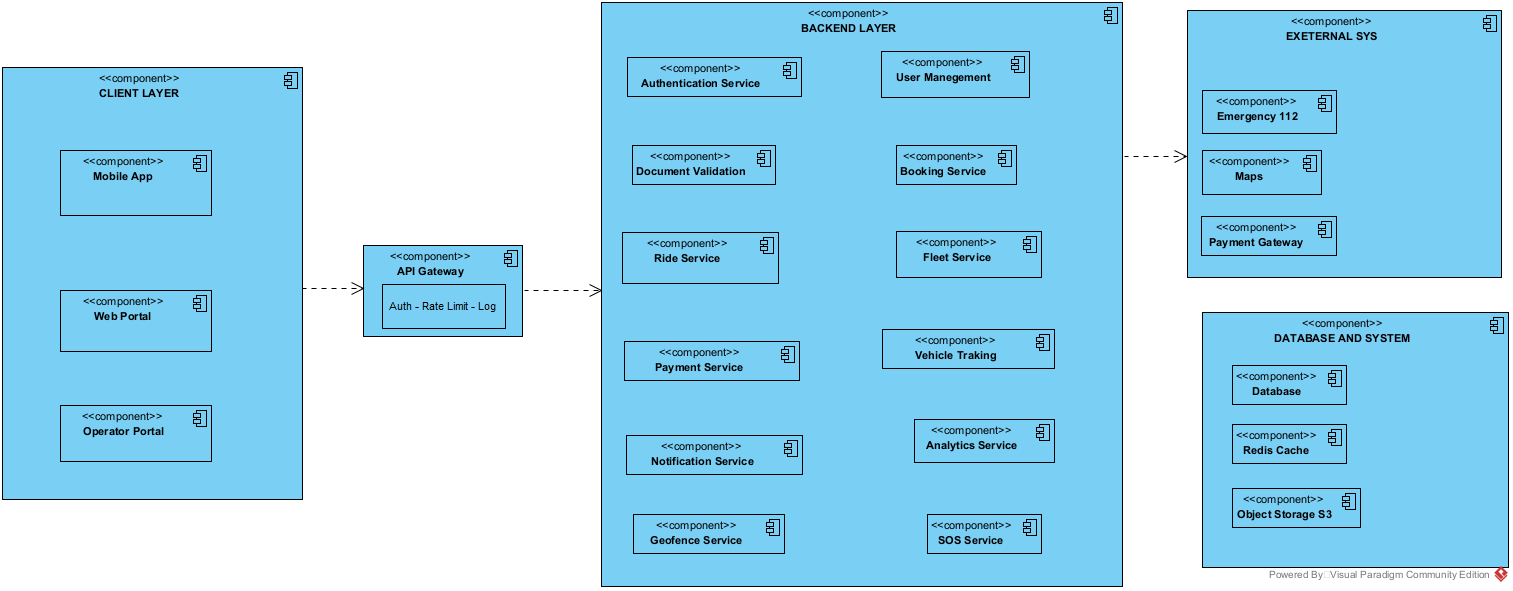 <<component>>
CLIENT LAYER
<<component>>
Mobile App
<<component>>
Web Portal
<<component>>
Operator Portal
<<component>>
API Gateway
Auth - Rate Limit - Log
<<component>>
BACKEND LAYER
<<component>>
Authentication Service
<<component>>
User Manegement
<<component>>
Document Validation
<<component>>
Booking Service
<<component>>
Ride Service
<<component>>
Fleet Service
<<component>>
Payment Service
<<component>>
Vehicle Traking
<<component>>
Notification Service
<<component>>
Analytics Service
<<component>>
Geofence Service
<<component>>
SOS Service
<<component>>
EXETERNAL SYS
<<component>>
Emergency 112
<<component>>
Maps
<<component>>
Payment Gateway
<<component>>
DATABASE AND SYSTEM
<<component>>
Database
<<component>>
Redis Cache
<<component>>
Object Storage S3
Powered By Visual Paradigm Community Edition